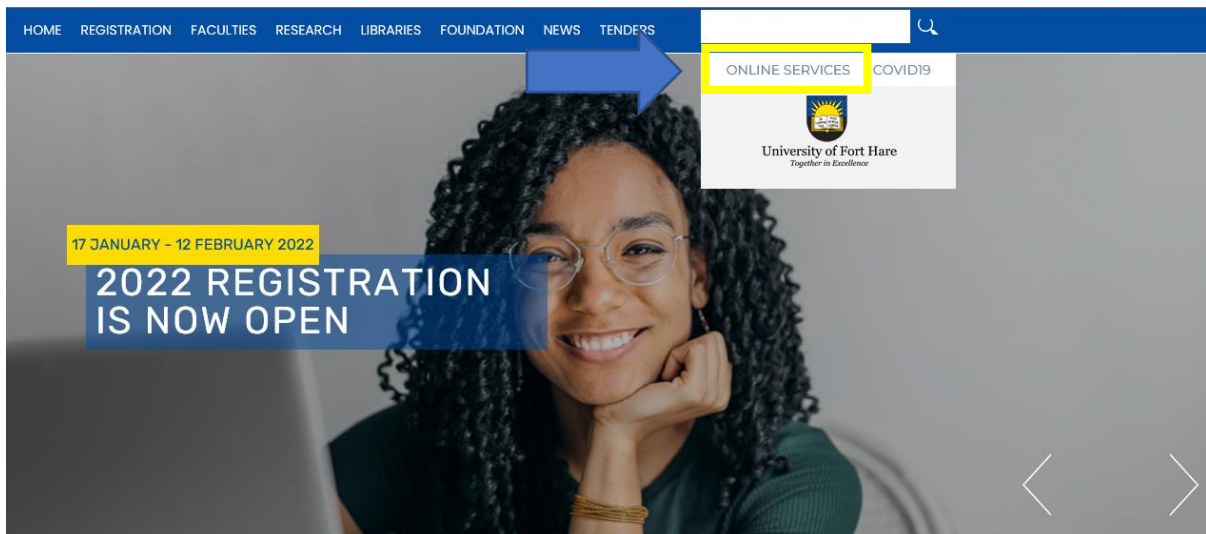 HOME REGISTRATION FACULTIES RESEARCH LIBRARIES FOUNDATION NEWS TENDERS
ONLINE SERVICES COVID19
University of Fort Hare
Together in Excellence
17 JANUARY - 12 FEBRUARY 2022
2022 REGISTRATION
IS NOW OPEN